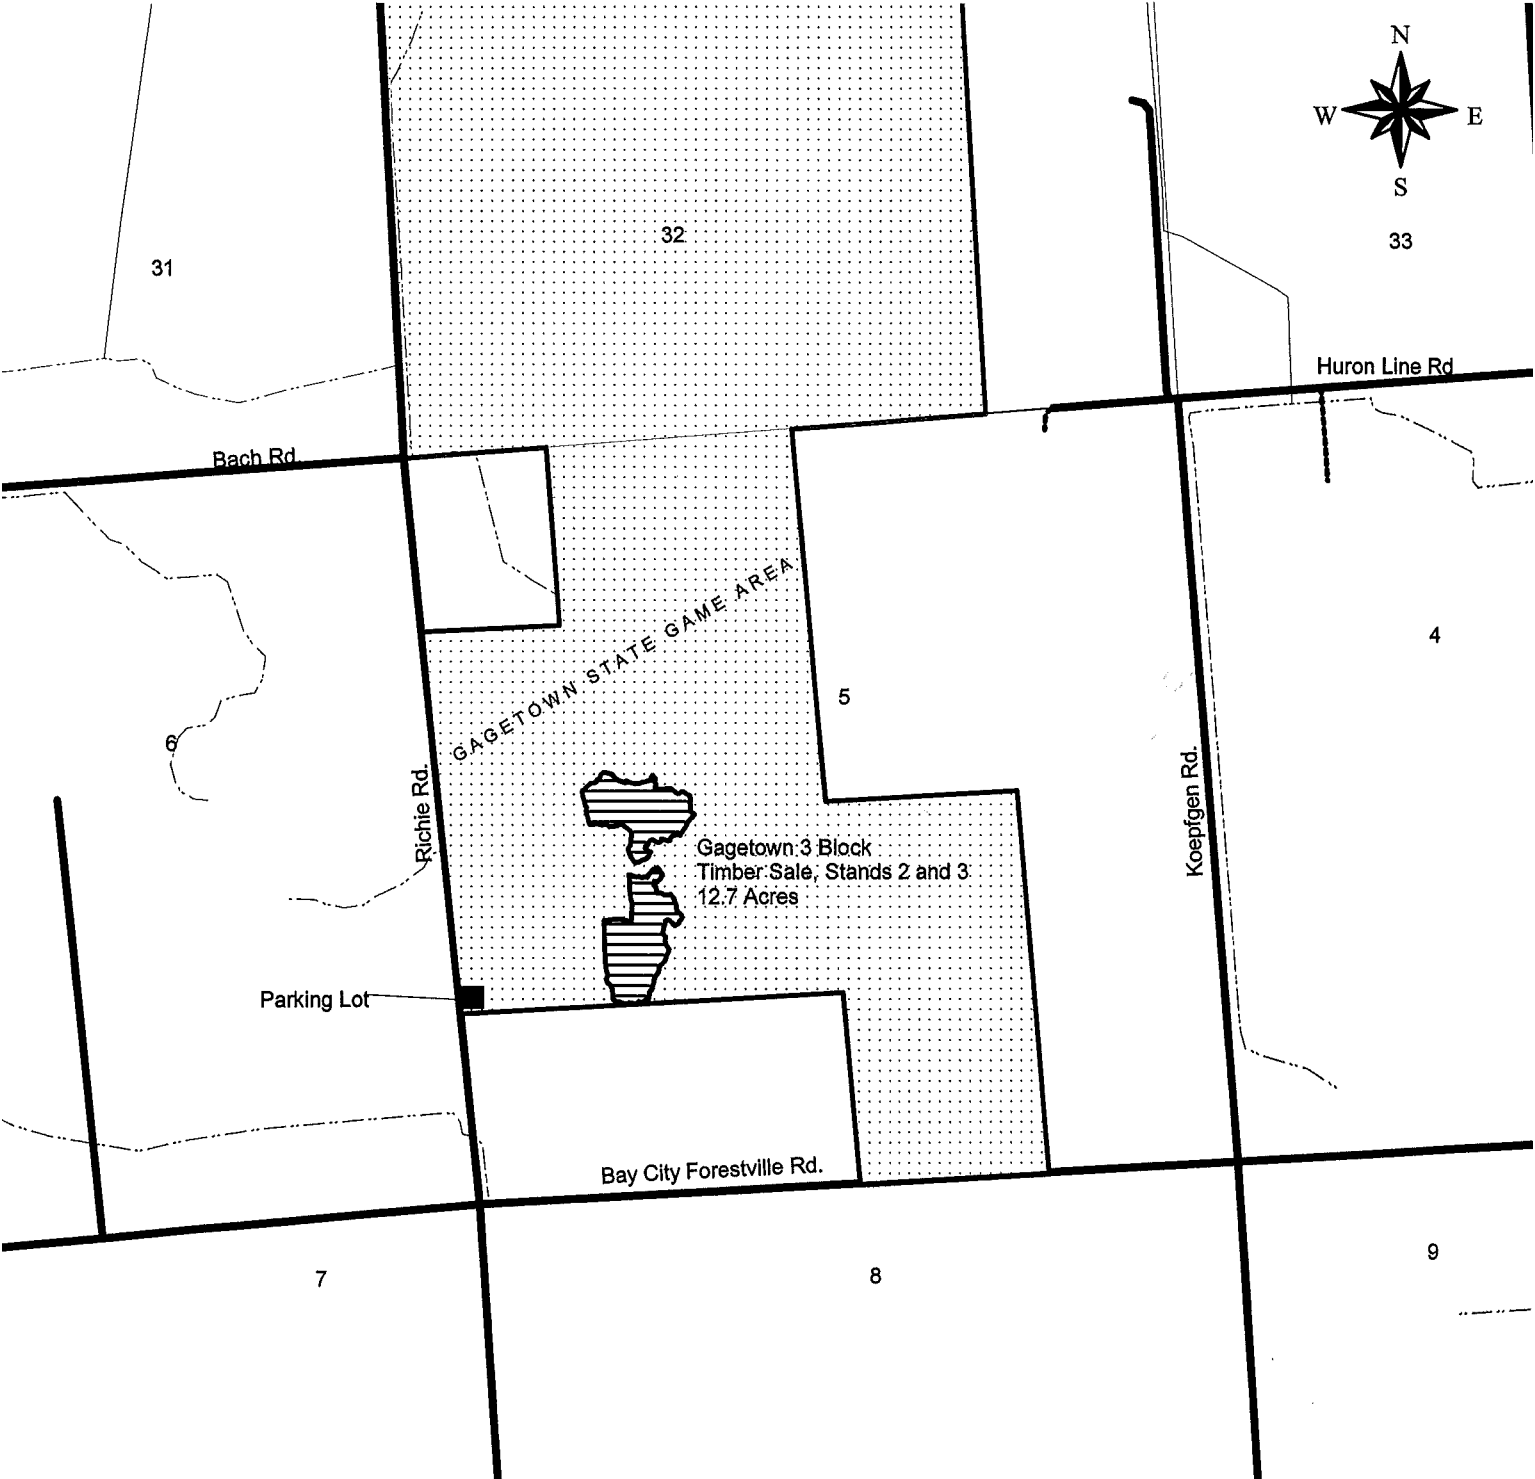 N
W E
S
32
33
31
Huron Line Rd
Bach Rd.
GAGETOWN STATE GAME AREA
4
5
6
Richie Rd.
Koepfgen Rd.
Gagetown 3 Block
Timber Sale, Stands 2 and 3
12.7 Acres
Parking Lot
Bay City Forestville Rd.
7
8
9